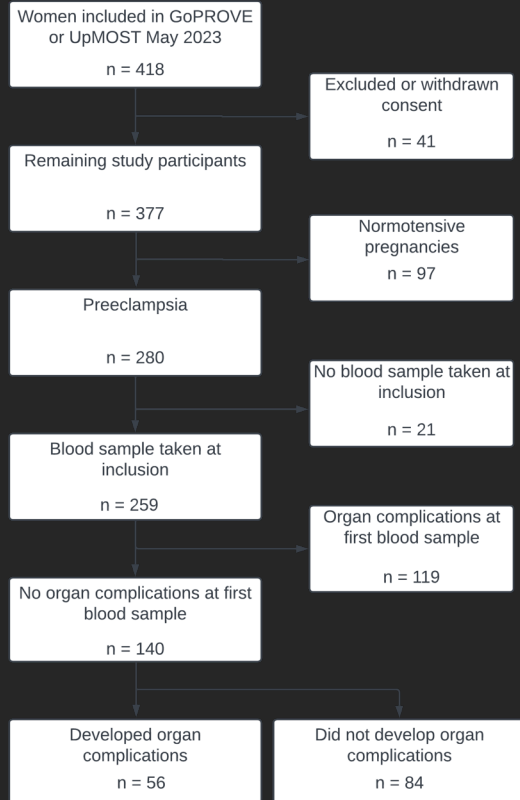 Women included in GoPROVE
or UpMOST May 2023
n = 418
Excluded or withdrawn
consent
n = 41
Remaining study participants
n = 377
Normotensive
pregnancies
n = 97
Preeclampsia
n = 280
No blood sample taken at
inclusion
n = 21
Blood sample taken at
inclusion
n = 259
Organ complications at
first blood sample
n = 119
No organ complications at first
blood sample
n = 140
Developed organ
complications
n = 56
Did not develop organ
complications
n = 84